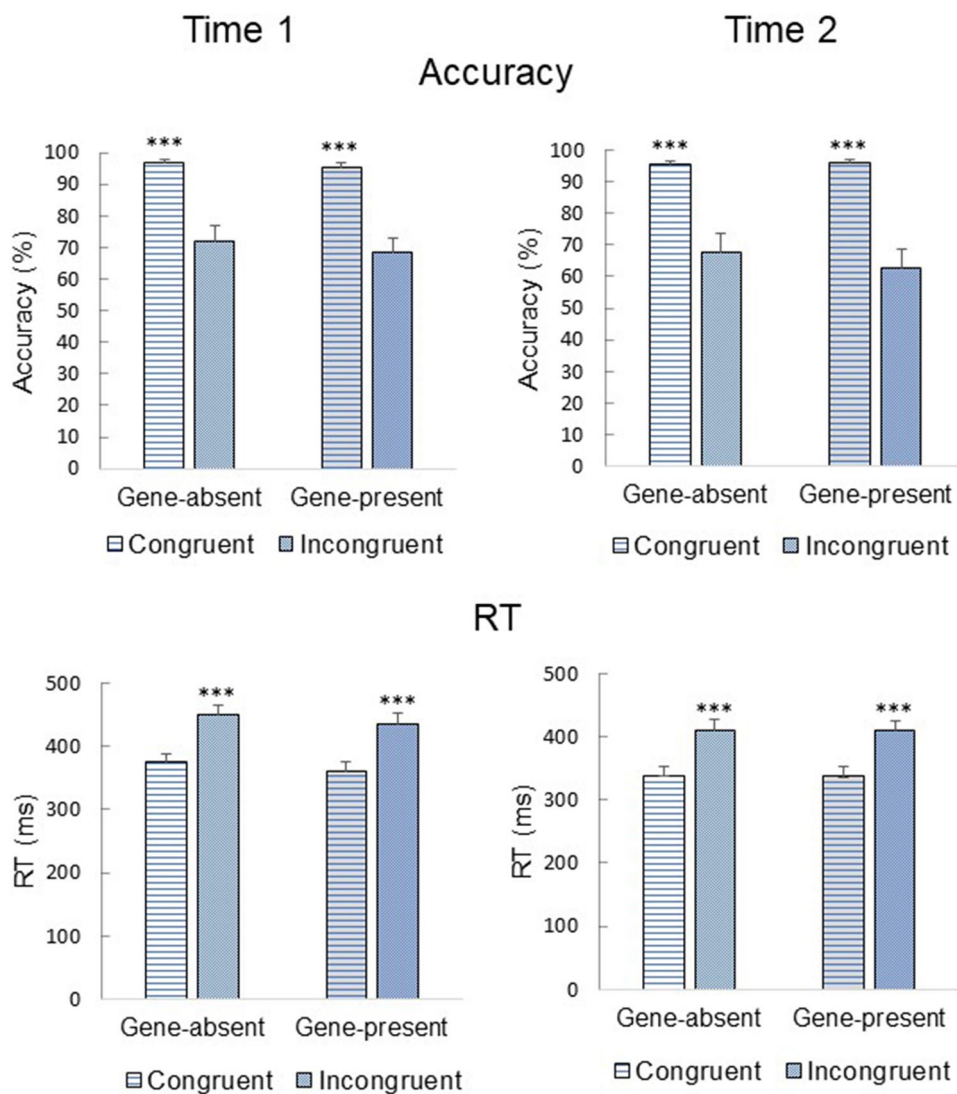 Time 1
Time 2
Accuracy
Accuracy (%)
100
90
80
70
60
50
40
30
20
10
0
***
***
Gene-absent
Gene-present
Congruent
Incongruent
Accuracy (%)
100
90
80
70
60
50
40
30
20
10
0
***
***
Gene-absent
Gene-present
Congruent
Incongruent
RT
RT (ms)
500
400
300
200
100
0
***
***
Gene-absent
Gene-present
Congruent
Incongruent
RT (ms)
500
400
300
200
100
0
***
***
Gene-absent
Gene-present
Congruent
Incongruent